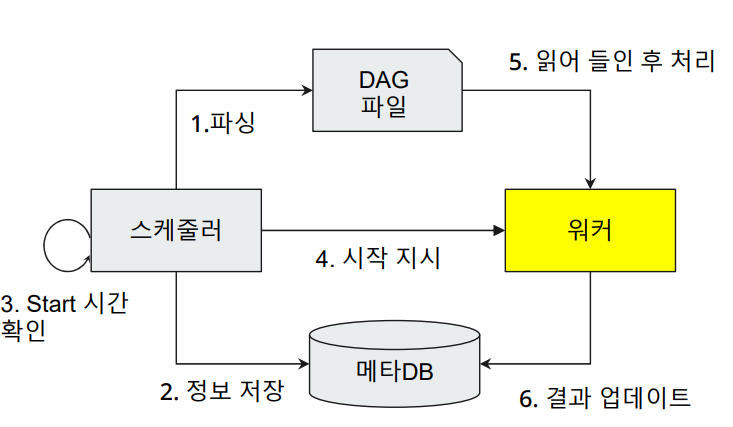 5. 읽어 들인 후 처리
DAG
파일
1.파싱
스케줄러
워커
4. 시작 지시
3. Start 시간
확인
메타DB
2. 정보 저장
6. 결과 업데이트